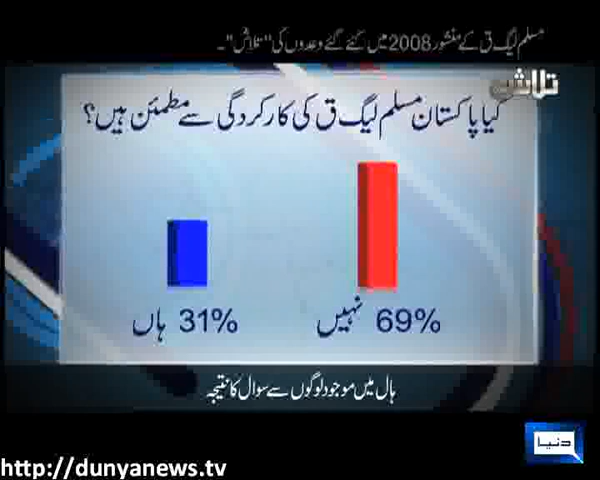 مسلم لیگ ق کے منشور 2008 میں کئے گئے وعدوں کی "تلاش"۔
تلاش
کیا پاکستان مسلم لیگ ق کی کارکردگی سے مطمئن ہیں؟
69% نہیں
31% ہاں
ہال میں موجود لوگوں سے سوال کا نتیجہ
دنیا
http://dunyanews.tv